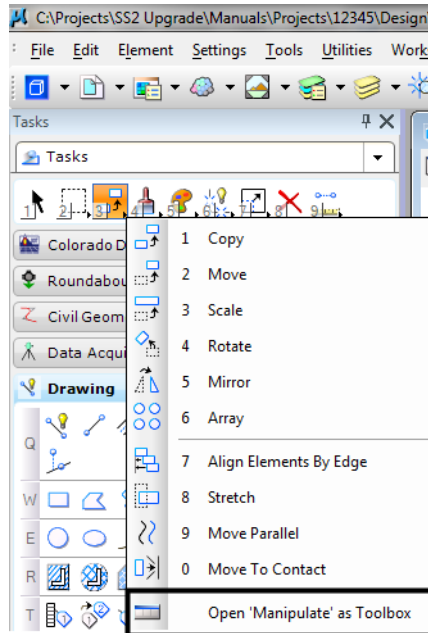 C:\Projects\SS2 Upgrade\Manuals\Projects\12345\Design
File Edit Element Settings Tools Utilities Work
Tasks
Tasks
1 2 3 4 5 6 7 8 9
Colorado D
1 Copy
Roundabou
2 Move
Civil Geom
3 Scale
Data Acqui
4 Rotate
Drawing
5 Mirror
6 Array
Q
7 Align Elements By Edge
W
8 Stretch
E
9 Move Parallel
R
0 Move To Contact
T
Open 'Manipulate' as Toolbox